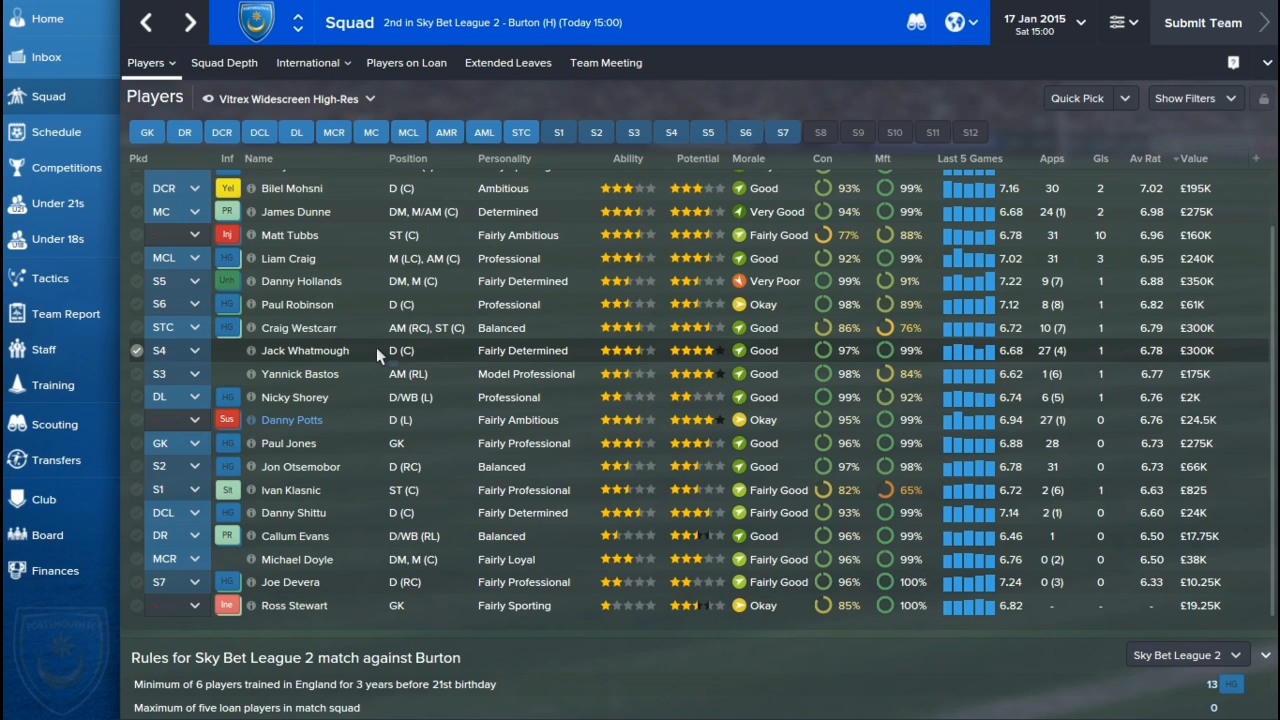 Home
Inbox
Squad
Schedule
Competitions
Under 21s
Under 18s
Tactics
Team Report
Staff
Training
Scouting
Transfers
Club
Board
Finances
Squad 2nd in Sky Bet League 2 - Burton (H) (Today 15:00)
17 Jan 2015
Sat 15:00
Submit Team
Players Squad Depth International Players on Loan Extended Leaves Team Meeting
Players Vitrex Widescreen High-Res Quick Pick Show Filters
GK DR DCR DCL DL MCR MC MCL AMR AML STC S1 S2 S3 S4 S5 S6 S7 S8 S9 S10 S11 S12
Pkd Inf Name Position Personality Ability Potential Morale Con Mft Last 5 Games Apps Gls Av Rat Value
DCR Yel Bilel Mohsni D (C) Ambitious Good 93% 99% 7.16 30 2 7.02 £195K
MC PR James Dunne DM, M/AM (C) Determined Very Good 94% 99% 6.68 24 (1) 2 6.98 £275K
Inj Matt Tubbs ST (C) Fairly Ambitious Fairly Good 77% 88% 6.78 31 10 6.96 £160K
MCL HG Liam Craig M (LC), AM (C) Professional Good 92% 99% 7.02 31 3 6.95 £240K
S5 Unh Danny Hollands DM, M (C) Fairly Determined Very Poor 99% 91% 7.22 9 (7) 1 6.88 £350K
S6 HG Paul Robinson D (C) Professional Okay 98% 89% 7.12 8 (8) 1 6.82 £61K
STC HG Craig Westcarr AM (RC), ST (C) Balanced Good 86% 76% 6.72 10 (7) 1 6.79 £300K
S4 Jack Whatmough D (C) Fairly Determined Good 97% 99% 6.68 27 (4) 1 6.78 £300K
S3 Yannick Bastos AM (RL) Model Professional Good 98% 84% 6.62 1 (6) 1 6.77 £175K
DL HG Nicky Shorey D/WB (L) Professional Good 99% 92% 6.74 6 (5) 1 6.76 £2K
Sus Danny Potts D (L) Fairly Ambitious Okay 95% 99% 6.94 27 (1) 0 6.76 £24.5K
GK HG Paul Jones GK Fairly Professional Good 96% 99% 6.88 28 0 6.73 £275K
S2 HG Jon Otsemobor D (RC) Balanced Good 97% 98% 6.78 31 0 6.73 £66K
S1 Slt Ivan Klasnic ST (C) Fairly Professional Fairly Good 82% 65% 6.72 2 (6) 1 6.63 £825
DCL HG Danny Shittu D (C) Fairly Determined Fairly Good 93% 99% 7.14 2 (1) 0 6.60 £24K
DR PR Callum Evans D/WB (RL) Balanced Good 96% 99% 6.46 1 0 6.50 £17.75K
MCR Michael Doyle DM, M (C) Fairly Loyal Fairly Good 96% 99% 6.76 0 (2) 0 6.50 £38K
S7 HG Joe Devera D (RC) Fairly Professional Fairly Good 96% 100% 7.24 0 (3) 0 6.33 £10.25K
Ine Ross Stewart GK Fairly Sporting Okay 85% 100% 6.82 - - - £19.25K
Rules for Sky Bet League 2 match against Burton Sky Bet League 2
Minimum of 6 players trained in England for 3 years before 21st birthday 13 HG
Maximum of five loan players in match squad 0